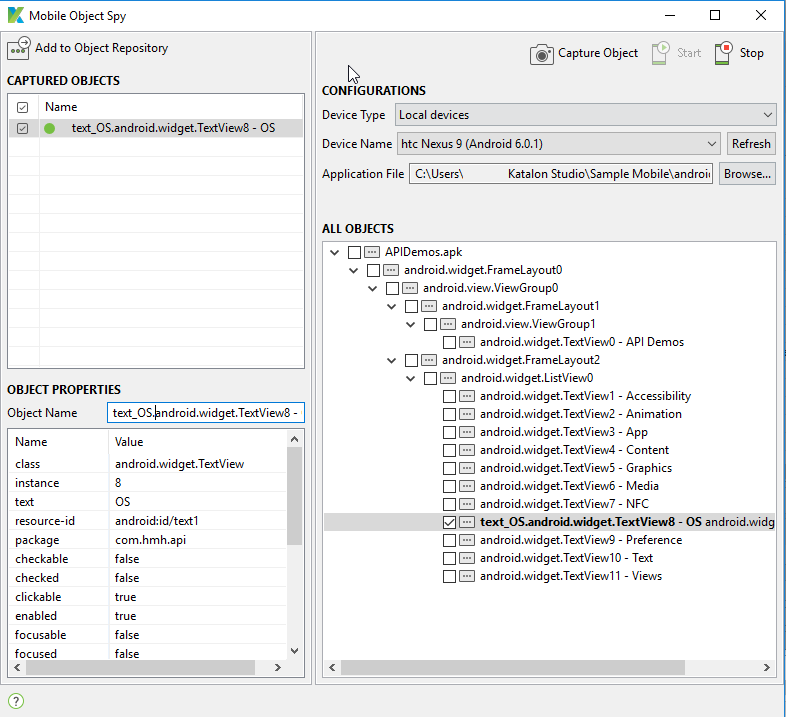 Mobile Object Spy
Add to Object Repository
CAPTURED OBJECTS
Name
text_OS.android.widget.TextView8 - OS
OBJECT PROPERTIES
Object Name text_OS.android.widget.TextView8 -
Name Value
class android.widget.TextView
instance 8
text OS
resource-id android:id/text1
package com.hmh.api
checkable false
checked false
clickable true
enabled true
focusable false
focused false
?
Capture Object Start Stop
CONFIGURATIONS
Device Type Local devices
Device Name htc Nexus 9 (Android 6.0.1) Refresh
Application File C:\Users\ Katalon Studio\Sample Mobile\androi Browse...
ALL OBJECTS
APIDemos.apk
android.widget.FrameLayout0
android.view.ViewGroup0
android.widget.FrameLayout1
android.view.ViewGroup1
android.widget.TextView0 - API Demos
android.widget.FrameLayout2
android.widget.ListView0
android.widget.TextView1 - Accessibility
android.widget.TextView2 - Animation
android.widget.TextView3 - App
android.widget.TextView4 - Content
android.widget.TextView5 - Graphics
android.widget.TextView6 - Media
android.widget.TextView7 - NFC
text_OS.android.widget.TextView8 - OS android.widg
android.widget.TextView9 - Preference
android.widget.TextView10 - Text
android.widget.TextView11 - Views